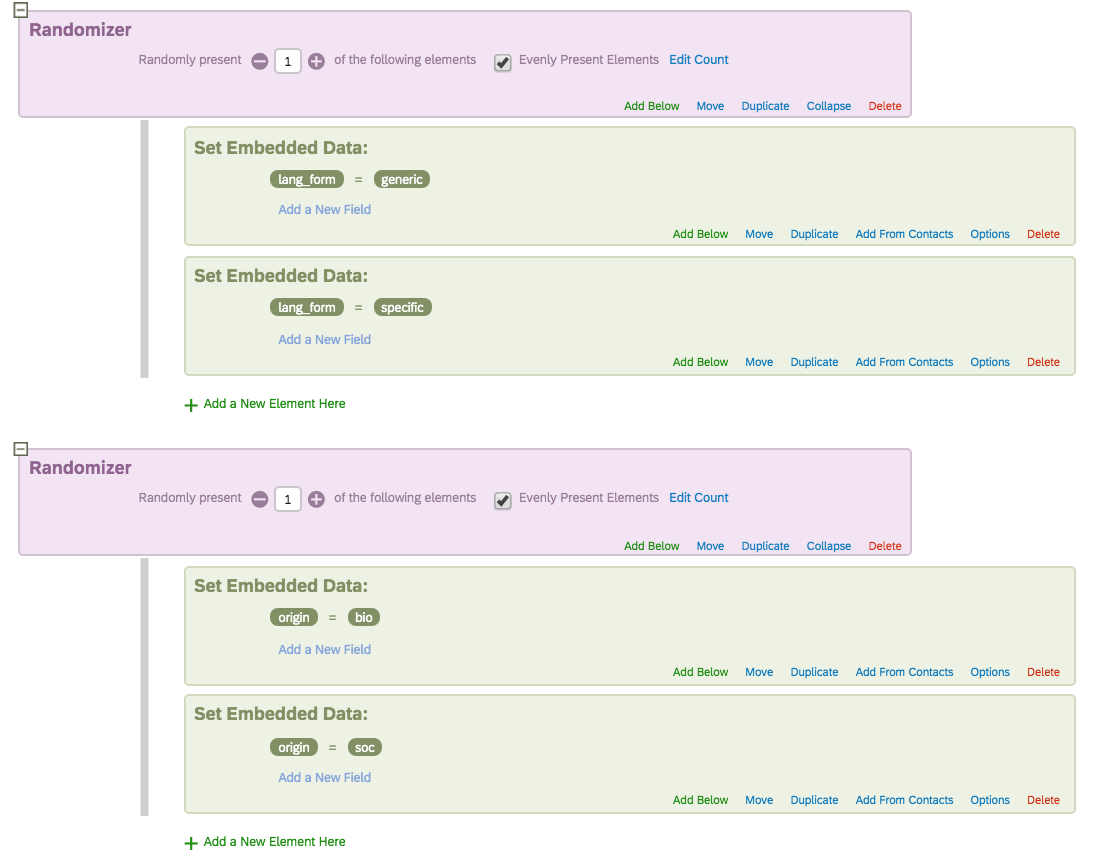 Randomizer
Randomly present 1 of the following elements Evenly Present Elements Edit Count
Add Below Move Duplicate Collapse Delete
Set Embedded Data:
lang_form = generic
Add a New Field
Add Below Move Duplicate Add From Contacts Options Delete
Set Embedded Data:
lang_form = specific
Add a New Field
Add Below Move Duplicate Add From Contacts Options Delete
Add a New Element Here
Randomizer
Randomly present 1 of the following elements Evenly Present Elements Edit Count
Add Below Move Duplicate Collapse Delete
Set Embedded Data:
origin = bio
Add a New Field
Add Below Move Duplicate Add From Contacts Options Delete
Set Embedded Data:
origin = soc
Add a New Field
Add Below Move Duplicate Add From Contacts Options Delete
Add a New Element Here